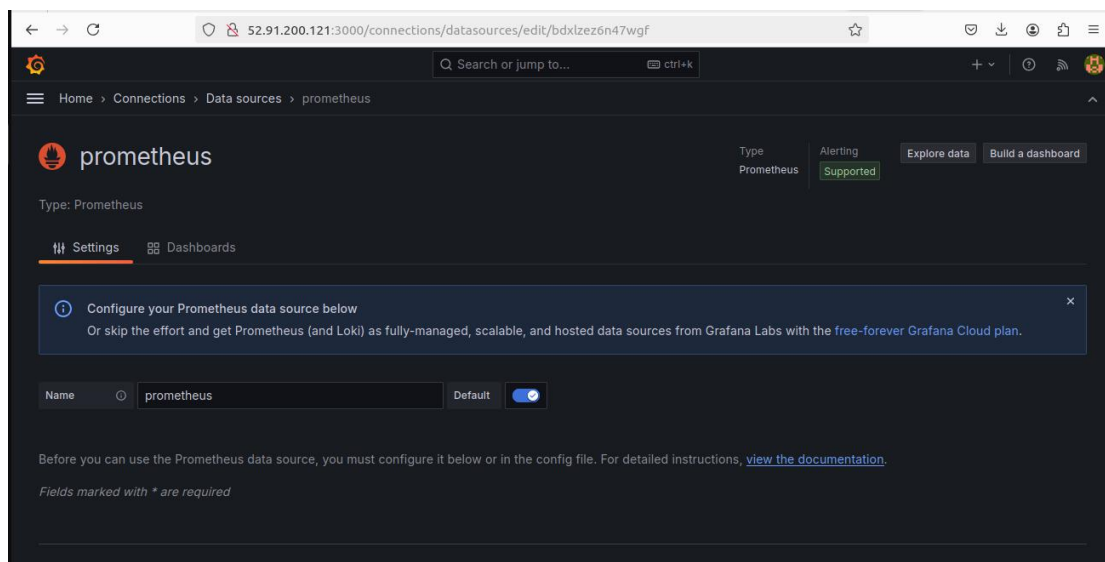 52.91.200.121:3000/connections/datasources/edit/bdxlzez6n47wgf
Search or jump to... ctrl+k
Home › Connections › Data sources › prometheus
prometheus
Type Alerting Explore data Build a dashboard
Prometheus Supported
Type: Prometheus
Settings Dashboards
Configure your Prometheus data source below
Or skip the effort and get Prometheus (and Loki) as fully-managed, scalable, and hosted data sources from Grafana Labs with the free-forever Grafana Cloud plan.
Name prometheus Default
Before you can use the Prometheus data source, you must configure it below or in the config file. For detailed instructions, view the documentation.
Fields marked with * are required